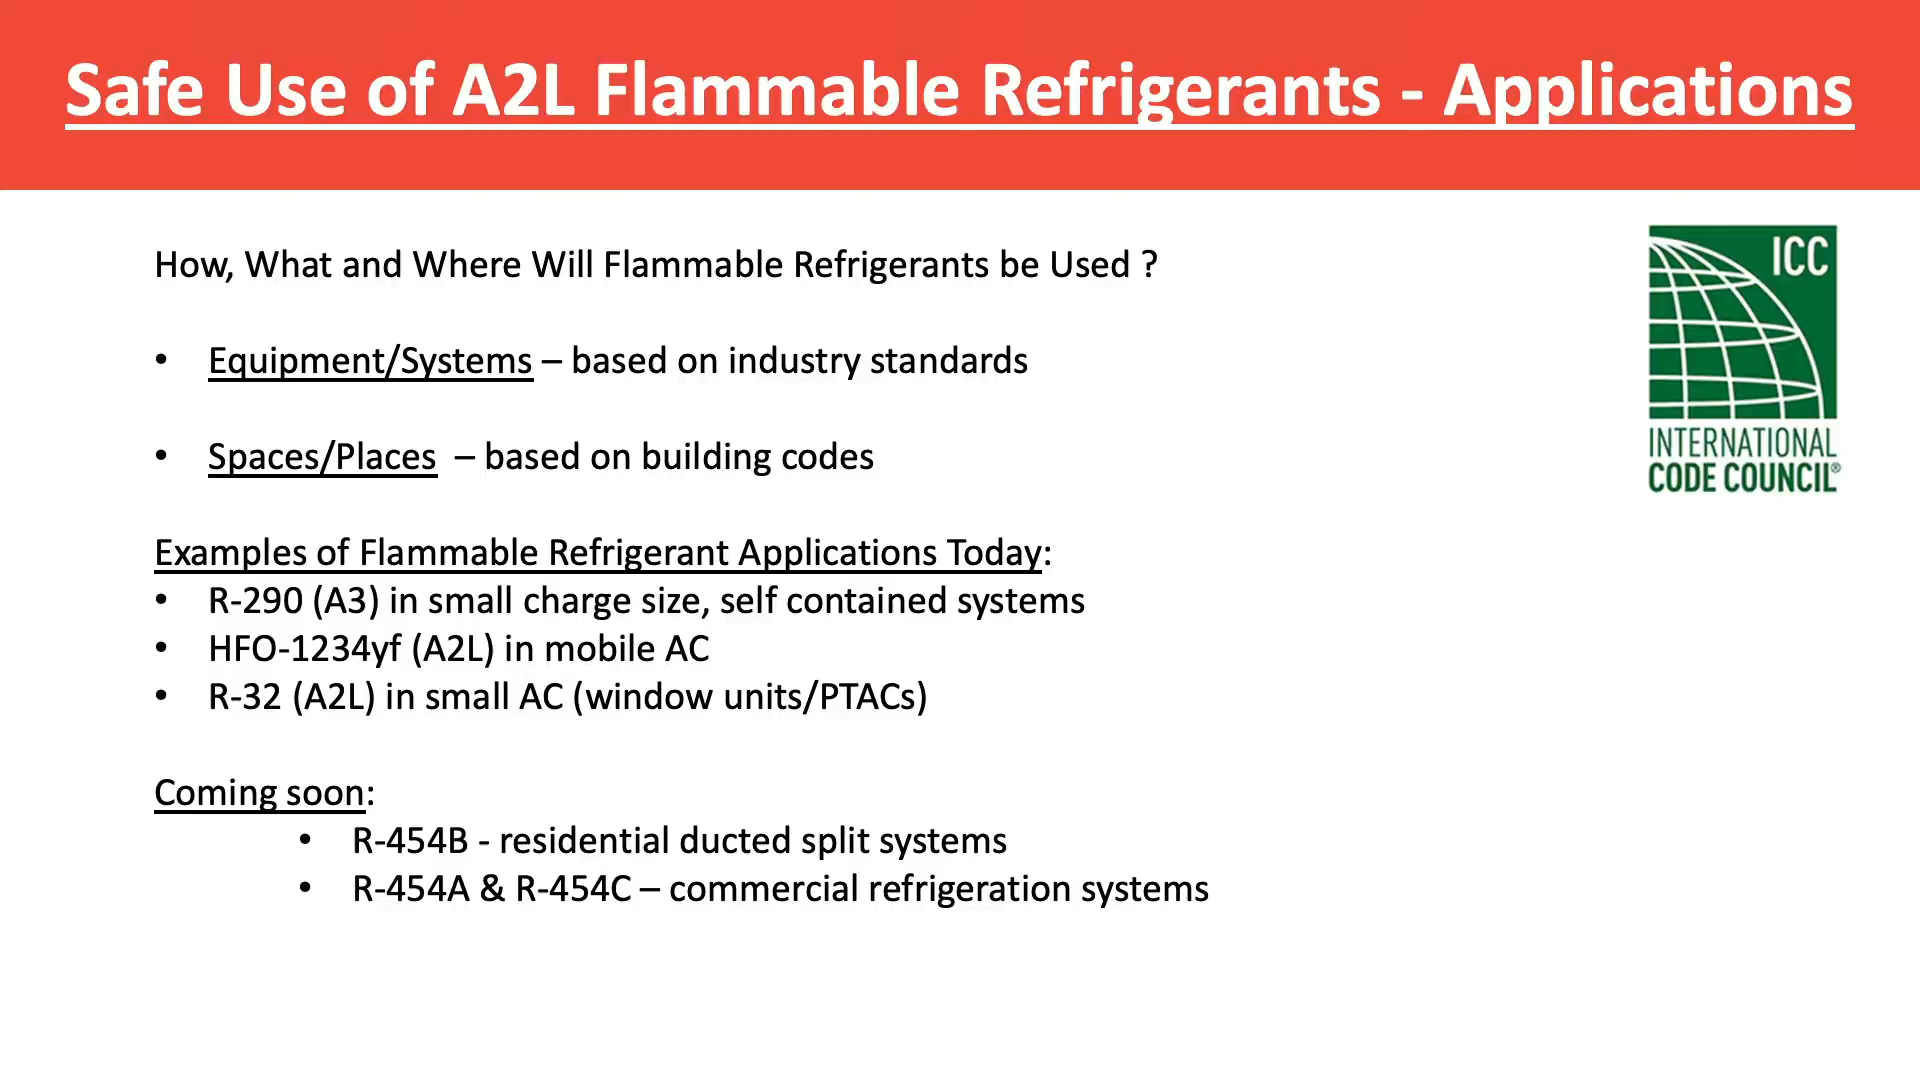 Safe Use of A2L Flammable Refrigerants - Applications
How, What and Where Will Flammable Refrigerants be Used ?
• Equipment/Systems – based on industry standards
• Spaces/Places – based on building codes
Examples of Flammable Refrigerant Applications Today:
• R-290 (A3) in small charge size, self contained systems
• HFO-1234yf (A2L) in mobile AC
• R-32 (A2L) in small AC (window units/PTACs)
Coming soon:
• R-454B - residential ducted split systems
• R-454A & R-454C – commercial refrigeration systems
ICC
INTERNATIONAL
CODE COUNCIL®